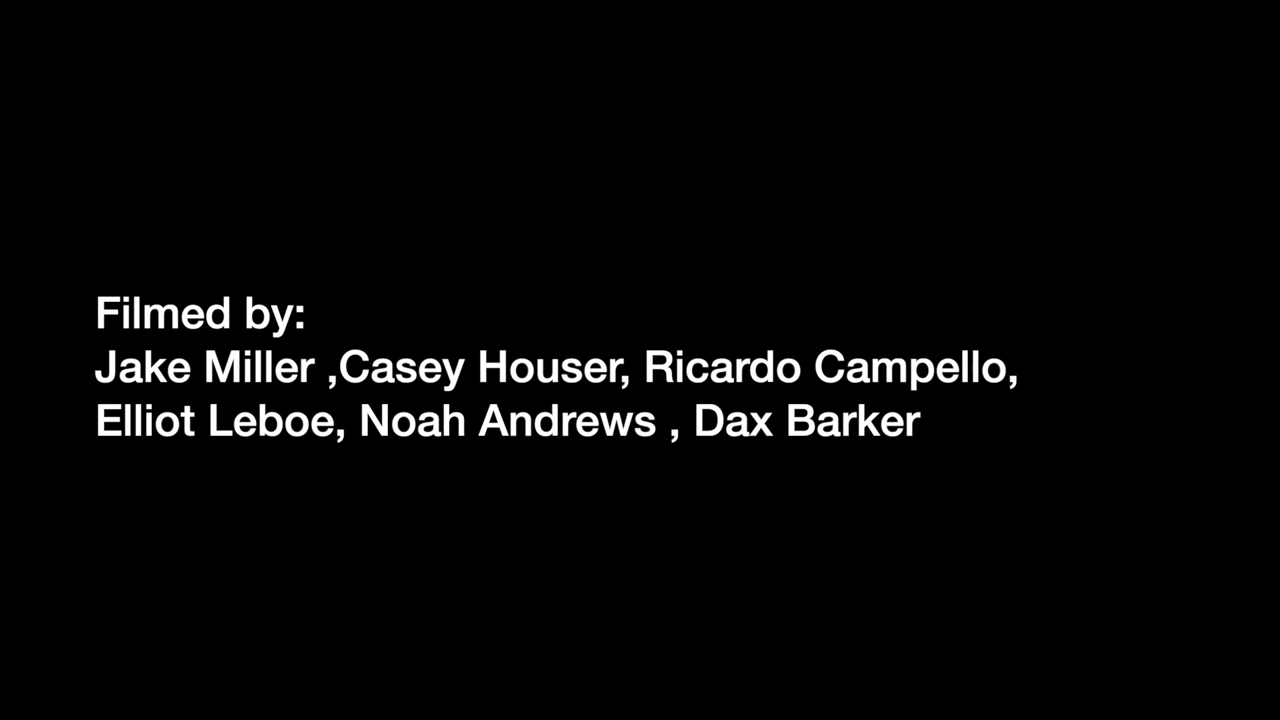 Filmed by:
Jake Miller ,Casey Houser, Ricardo Campello,
Elliot Leboe, Noah Andrews , Dax Barker